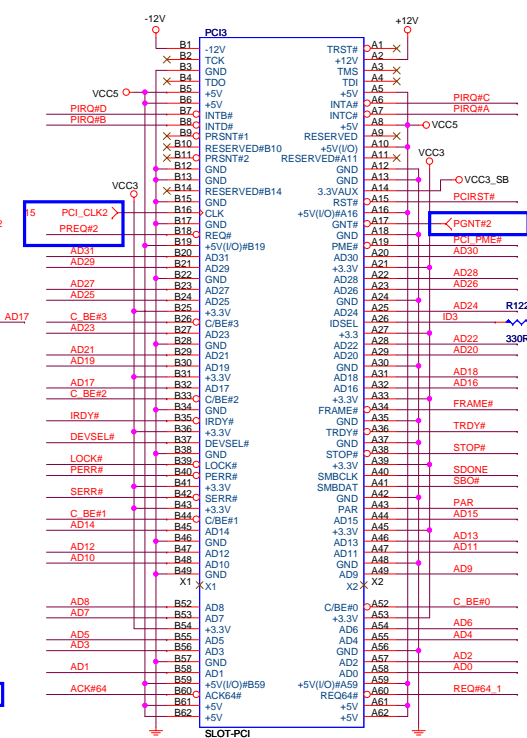 -12V +12V
PCI3
B1 -12V TRST# A1
B2 TCK +12V A2
B3 GND TMS A3
B4 TDO TDI A4
VCC5 B5 +5V +5V A5
B6 +5V INTA# A6 PIRQ#C
PIRQ#D B7 INTB# INTC# A7 PIRQ#A
PIRQ#B B8 INTD# +5V A8 VCC5
B9 PRSNT#1 RESERVED A9
B10 RESERVED#B10 +5V(I/O) A10
B11 PRSNT#2 RESERVED#A11 A11 VCC3
B12 GND GND A12
B13 GND GND A13
VCC3 B14 RESERVED#B14 3.3VAUX A14 VCC3_SB
B15 GND RST# A15 PCIRST#
15 PCI_CLK2 B16 CLK +5V(I/O)#A16 A16
B17 GND GNT# A17 PGNT#2
PREQ#2 B18 REQ# GND A18
B19 +5V(I/O)#B19 PME# A19 PCI_PME#
AD31 B20 AD31 AD30 A20 AD30
AD29 B21 AD29 +3.3V A21
B22 GND AD28 A22 AD28
AD27 B23 AD27 AD26 A23 AD26
AD25 B24 AD25 GND A24
B25 +3.3V AD24 A25 AD24 R122
AD17 C_BE#3 B26 C/BE#3 IDSEL A26 ID3
AD23 B27 AD23 +3.3 A27
B28 GND AD22 A28 AD22 330R
AD21 B29 AD21 AD20 A29 AD20
AD19 B30 AD19 GND A30
B31 +3.3V AD18 A31 AD18
AD17 B32 AD17 AD16 A32 AD16
C_BE#2 B33 C/BE#2 +3.3V A33
B34 GND FRAME# A34 FRAME#
IRDY# B35 IRDY# GND A35
B36 +3.3V TRDY# A36 TRDY#
DEVSEL# B37 DEVSEL# GND A37
B38 GND STOP# A38 STOP#
LOCK# B39 LOCK# +3.3V A39
PERR# B40 PERR# SMBCLK A40 SDONE
B41 +3.3V SMBDAT A41 SBO#
SERR# B42 SERR# GND A42
B43 +3.3V PAR A43 PAR
C_BE#1 B44 C/BE#1 AD15 A44 AD15
AD14 B45 AD14 +3.3V A45
B46 GND AD13 A46 AD13
AD12 B47 AD12 AD11 A47 AD11
AD10 B48 AD10 GND A48
B49 GND AD9 A49 AD9
X1 X1 X2 X2
AD8 B52 AD8 C/BE#0 A52 C_BE#0
AD7 B53 AD7 +3.3V A53
B54 +3.3V AD6 A54 AD6
AD5 B55 AD5 AD4 A55 AD4
AD3 B56 AD3 GND A56
B57 GND AD2 A57 AD2
AD1 B58 AD1 AD0 A58 AD0
B59 +5V(I/O)#B59 +5V(I/O)#A59 A59
ACK#64 B60 ACK64# REQ64# A60 REQ#64_1
B61 +5V +5V A61
B62 +5V +5V A62
SLOT-PCI